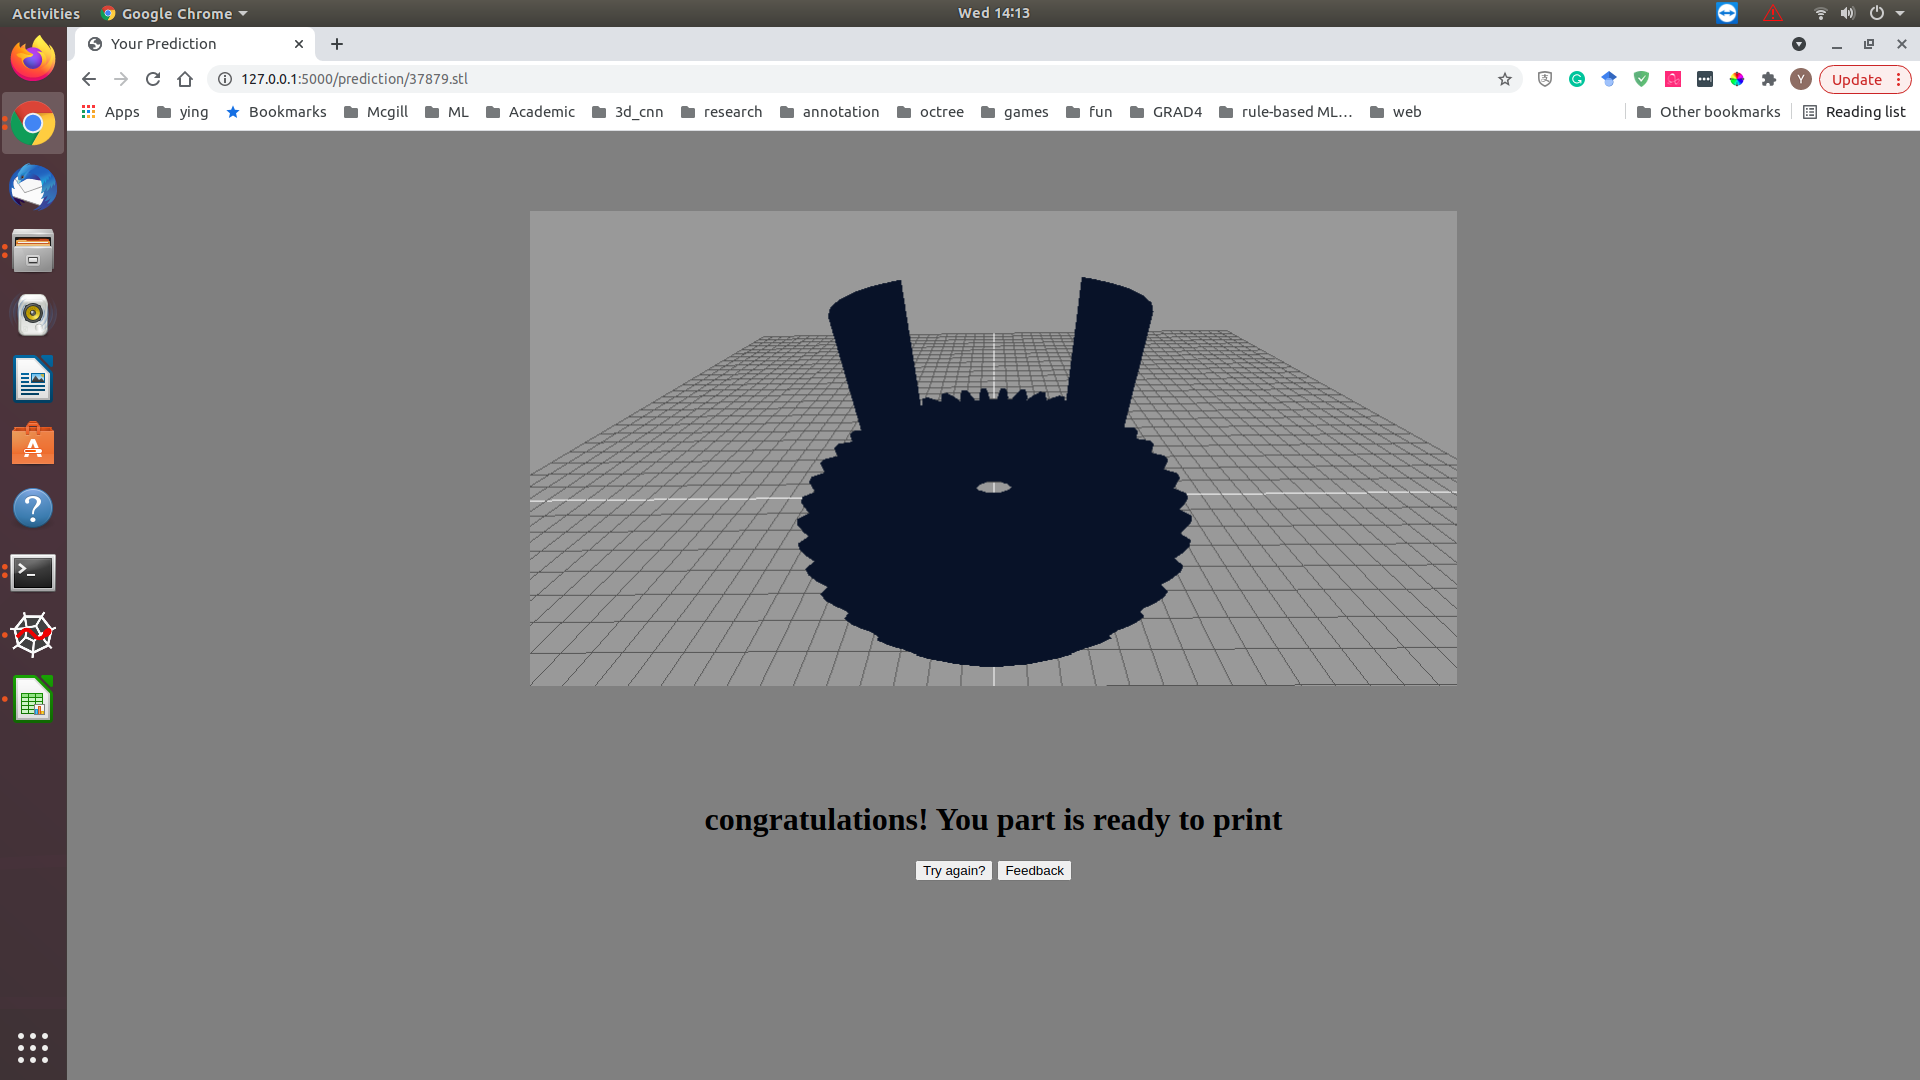 Activities Google Chrome Wed 14:13
Your Prediction
127.0.0.1:5000/prediction/37879.stl Y Update
Apps ying Bookmarks Mcgill ML Academic 3d_cnn research annotation octree games fun GRAD4 rule-based ML... web Other bookmarks Reading list
congratulations! You part is ready to print
Try again? Feedback